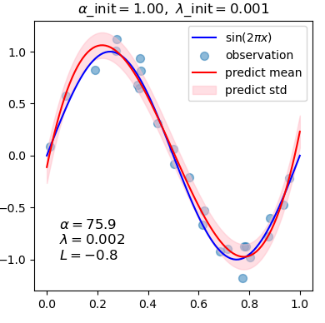 α_init = 1.00, λ_init = 0.001
sin(2πx)
observation
predict mean
predict std
1.0
0.5
0.0
−0.5
−1.0
α = 75.9
λ = 0.002
L = −0.8
0.0 0.2 0.4 0.6 0.8 1.0